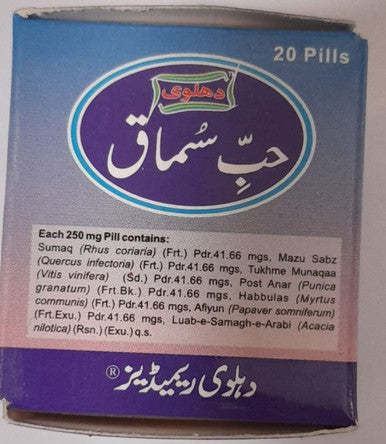 20 Pills
دهلوی
حبِّ سُماق
Each 250 mg Pill contains:
Sumaq (Rhus coriaria) (Frt.) Pdr.41.66 mgs, Mazu Sabz
(Quercus infectoria) (Frt.) Pdr.41.66 mgs, Tukhme Munaqaa
(Vitis vinifera) (Sd.) Pdr.41.66 mgs, Post Anar (Punica
granatum) (Frt.Bk.) Pdr.41.66 mgs, Habbulas (Myrtus
communis) (Frt.) Pdr.41.66 mgs, Afiyun (Papaver somniferum)
(Frt.Exu.) Pdr.41.66 mgs, Luab-e-Samagh-e-Arabi (Acacia
nilotica) (Rsn.) (Exu.) q.s.
دہلوی ریمیڈیز ®